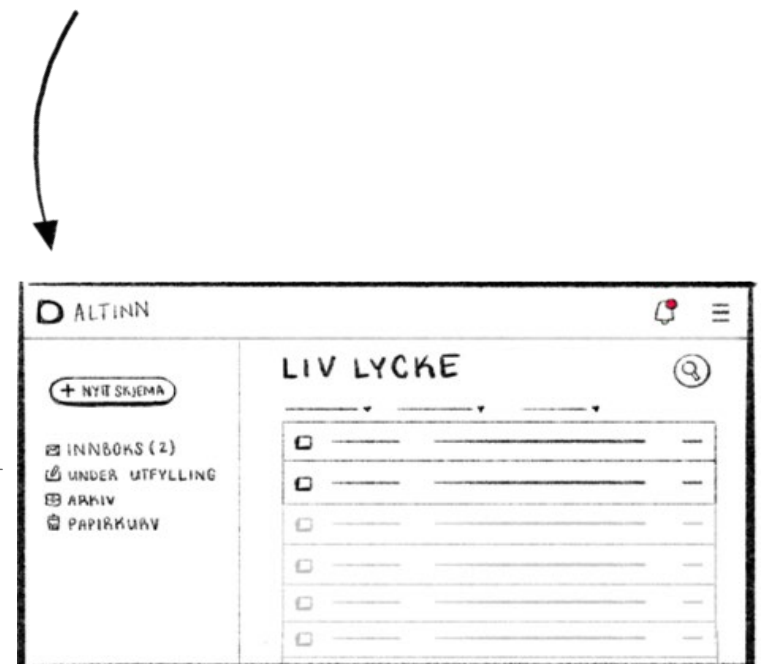 ALTINN
LIV LYCKE
+ NYTT SKJEMA
INNBOKS (2)
UNDER UTFYLLING
ARKIV
PAPIRKURV